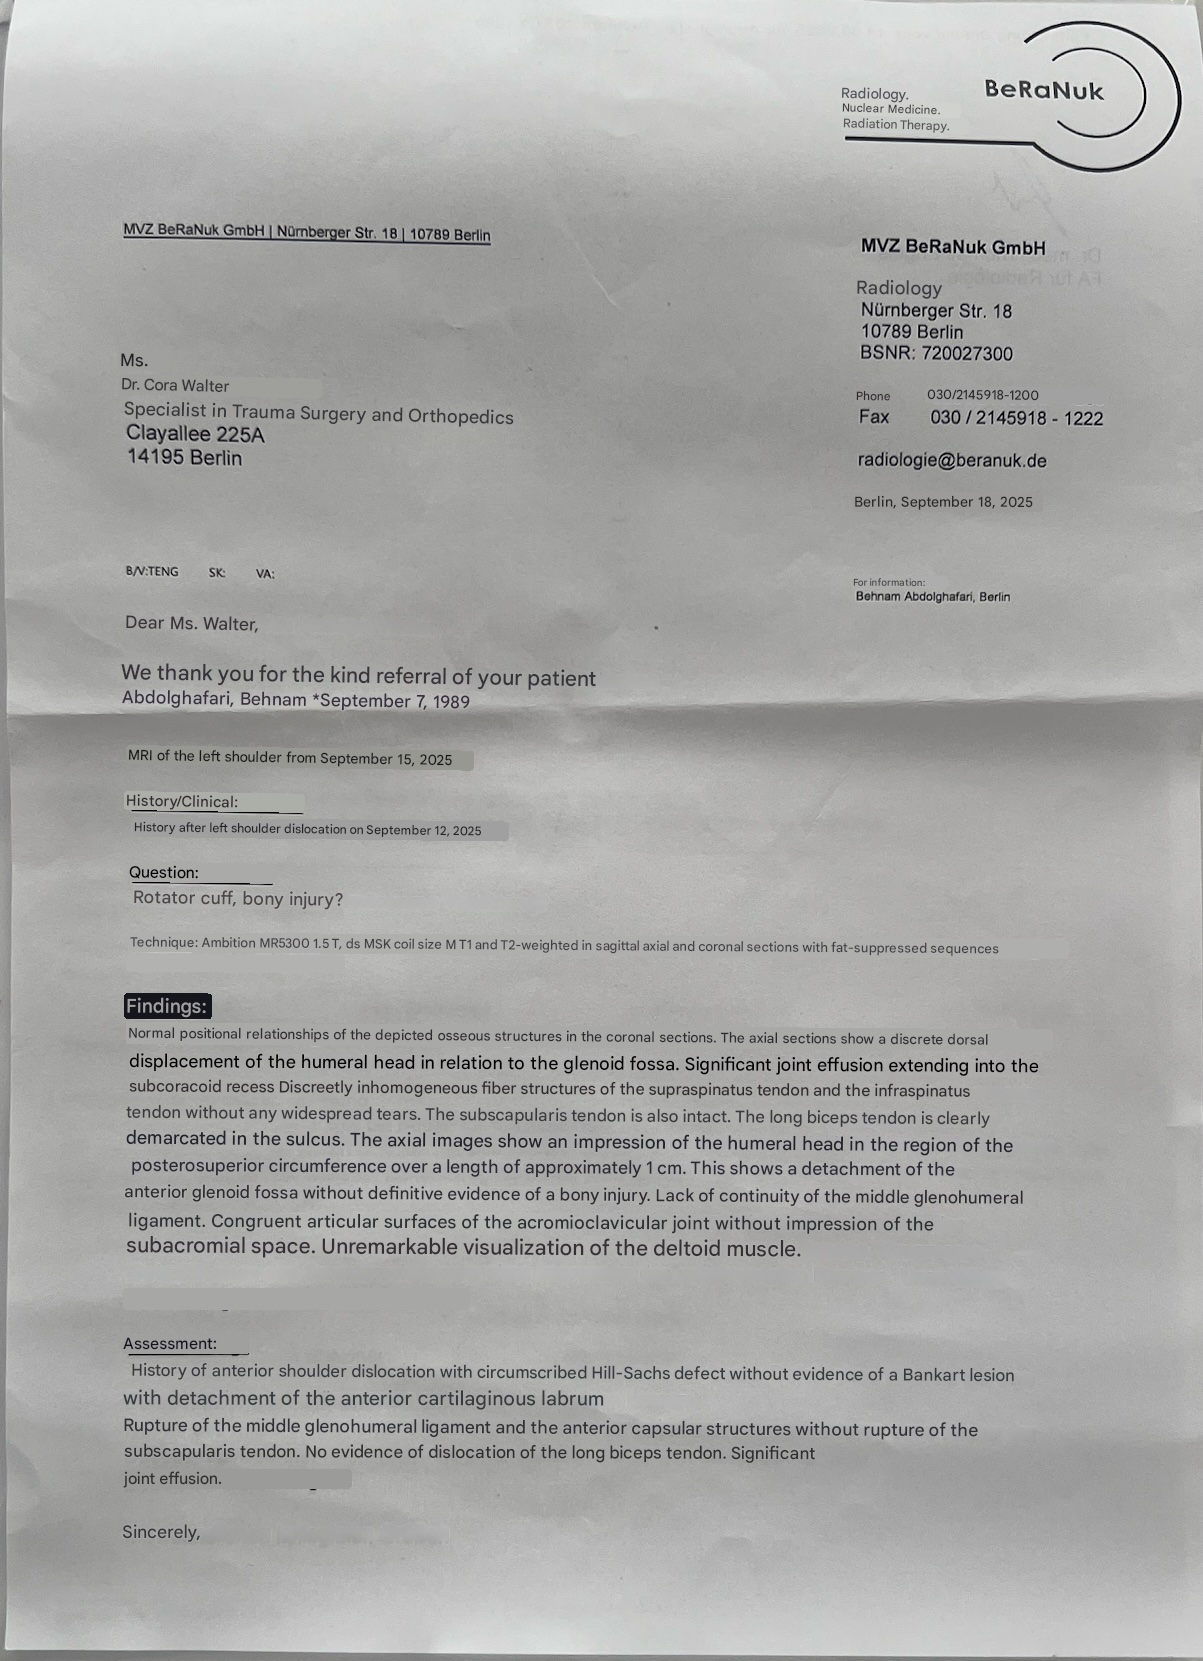 BeRaNuk
Radiology.
Nuclear Medicine.
Radiation Therapy.
MVZ BeRaNuk GmbH | Nürnberger Str. 18 | 10789 Berlin
MVZ BeRaNuk GmbH
Radiology
Nürnberger Str. 18
10789 Berlin
BSNR: 720027300
Ms.
Dr. Cora Walter
Specialist in Trauma Surgery and Orthopedics
Clayallee 225A
14195 Berlin
Phone 030/2145918-1200
Fax 030 / 2145918 - 1222
radiologie@beranuk.de
Berlin, September 18, 2025
B/V:TENG SK: VA:
For information:
Behnam Abdolghafari, Berlin
Dear Ms. Walter,
We thank you for the kind referral of your patient
Abdolghafari, Behnam *September 7, 1989
MRI of the left shoulder from September 15, 2025
History/Clinical:
History after left shoulder dislocation on September 12, 2025
Question:
Rotator cuff, bony injury?
Technique: Ambition MR5300 1.5 T, ds MSK coil size M T1 and T2-weighted in sagittal axial and coronal sections with fat-suppressed sequences
Findings:
Normal positional relationships of the depicted osseous structures in the coronal sections. The axial sections show a discrete dorsal
displacement of the humeral head in relation to the glenoid fossa. Significant joint effusion extending into the
subcoracoid recess Discreetly inhomogeneous fiber structures of the supraspinatus tendon and the infraspinatus
tendon without any widespread tears. The subscapularis tendon is also intact. The long biceps tendon is clearly
demarcated in the sulcus. The axial images show an impression of the humeral head in the region of the
posterosuperior circumference over a length of approximately 1 cm. This shows a detachment of the
anterior glenoid fossa without definitive evidence of a bony injury. Lack of continuity of the middle glenohumeral
ligament. Congruent articular surfaces of the acromioclavicular joint without impression of the
subacromial space. Unremarkable visualization of the deltoid muscle.
Assessment:
History of anterior shoulder dislocation with circumscribed Hill-Sachs defect without evidence of a Bankart lesion
with detachment of the anterior cartilaginous labrum
Rupture of the middle glenohumeral ligament and the anterior capsular structures without rupture of the
subscapularis tendon. No evidence of dislocation of the long biceps tendon. Significant
joint effusion.
Sincerely,